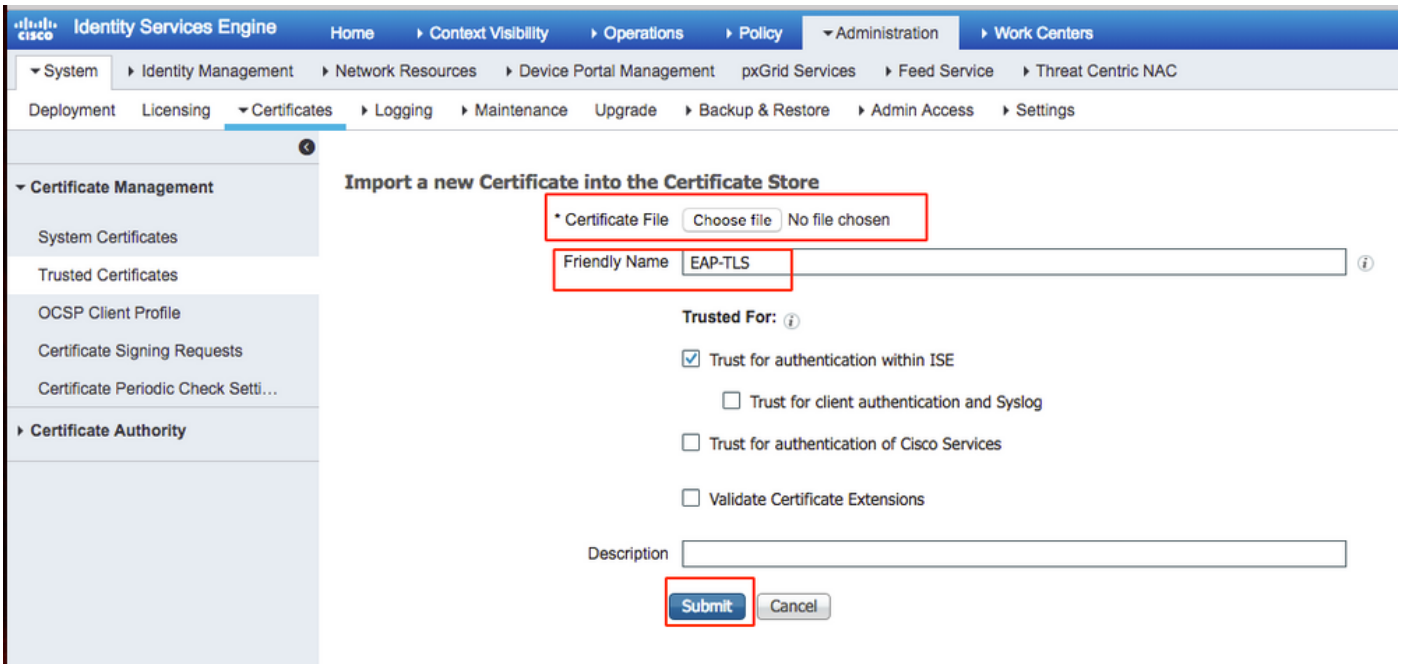 cisco Identity Services Engine Home Context Visibility Operations Policy Administration Work Centers
System Identity Management Network Resources Device Portal Management pxGrid Services Feed Service Threat Centric NAC
Deployment Licensing Certificates Logging Maintenance Upgrade Backup & Restore Admin Access Settings
Certificate Management
System Certificates
Trusted Certificates
OCSP Client Profile
Certificate Signing Requests
Certificate Periodic Check Setti...
Certificate Authority
Import a new Certificate into the Certificate Store
* Certificate File Choose file No file chosen
Friendly Name EAP-TLS i
Trusted For: i
Trust for authentication within ISE
Trust for client authentication and Syslog
Trust for authentication of Cisco Services
Validate Certificate Extensions
Description
Submit Cancel